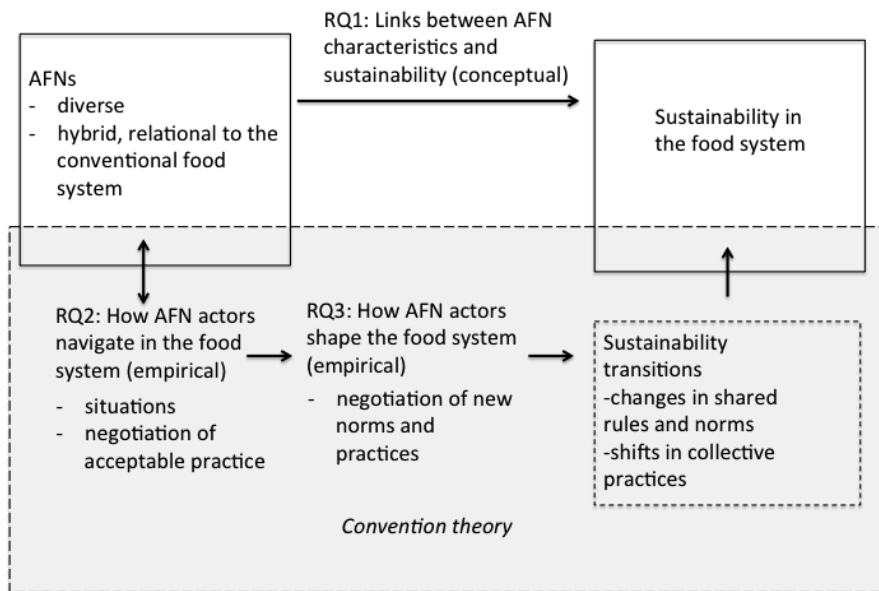 RQ1: Links between AFN
characteristics and
sustainability (conceptual)
AFNs
- diverse
- hybrid, relational to the
conventional food
system
Sustainability in
the food system
RQ2: How AFN actors
navigate in the food
system (empirical)
- situations
- negotiation of
acceptable practice
RQ3: How AFN actors
shape the food system
(empirical)
- negotiation of new
norms and
practices
Sustainability
transitions
-changes in shared
rules and norms
-shifts in collective
practices
Convention theory